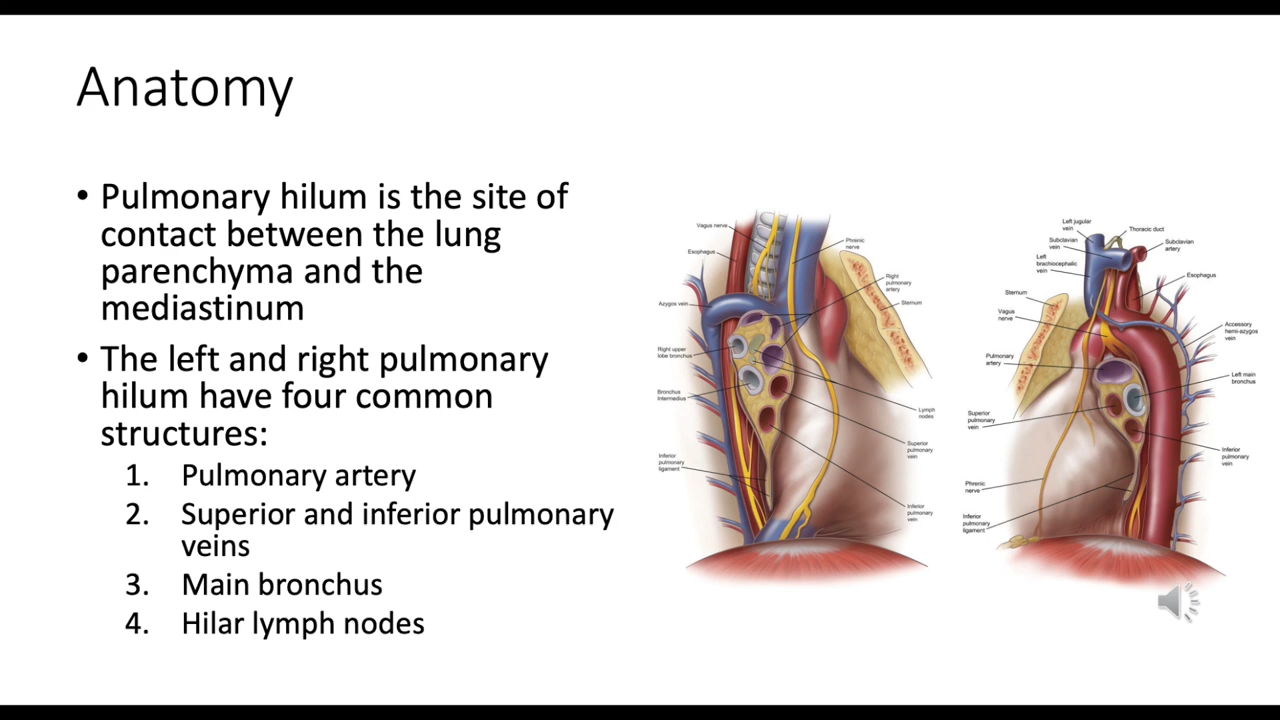 Anatomy
• Pulmonary hilum is the site of
contact between the lung
parenchyma and the
mediastinum
• The left and right pulmonary
hilum have four common
structures:
1. Pulmonary artery
2. Superior and inferior pulmonary
veins
3. Main bronchus
4. Hilar lymph nodes
Vagus nerve
Esophagus
Azygos vein
Right upper
lobe bronchus
Bronchus
Intermedius
Inferior
pulmonary
ligament
Phrenic
nerve
Right
pulmonary
artery
Sternum
Lymph
nodes
Superior
pulmonary
vein
Inferior
pulmonary
vein
Left jugular
vein
Subclavian
vein
Left
brachiocephalic
vein
Sternum
Vagus
nerve
Pulmonary
artery
Superior
pulmonary
vein
Phrenic
nerve
Inferior
pulmonary
ligament
Thoracic duct
Subclavian
artery
Esophagus
Accessory
hemi-azygos
vein
Left main
bronchus
Inferior
pulmonary
vein